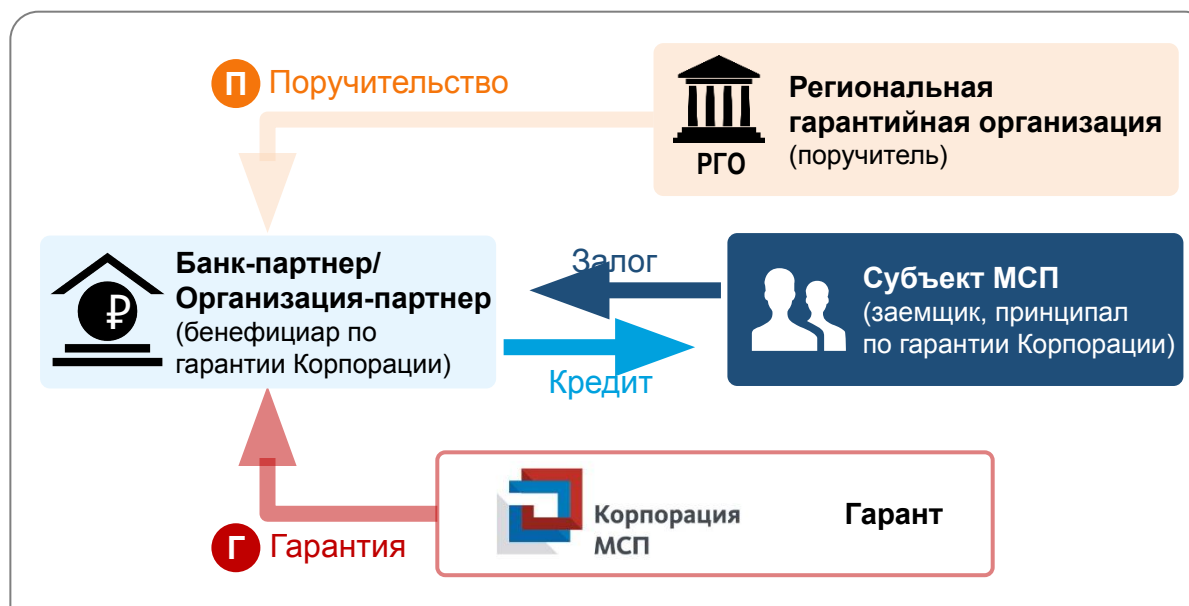 П Поручительство
Региональная
гарантийная организация
(поручитель)
РГО
Банк-партнер/
Организация-партнер
(бенефициар по
гарантии Корпорации)
Залог
Кредит
Субъект МСП
(заемщик, принципал
по гарантии Корпорации)
Корпорация
МСП
Гарант
Г Гарантия